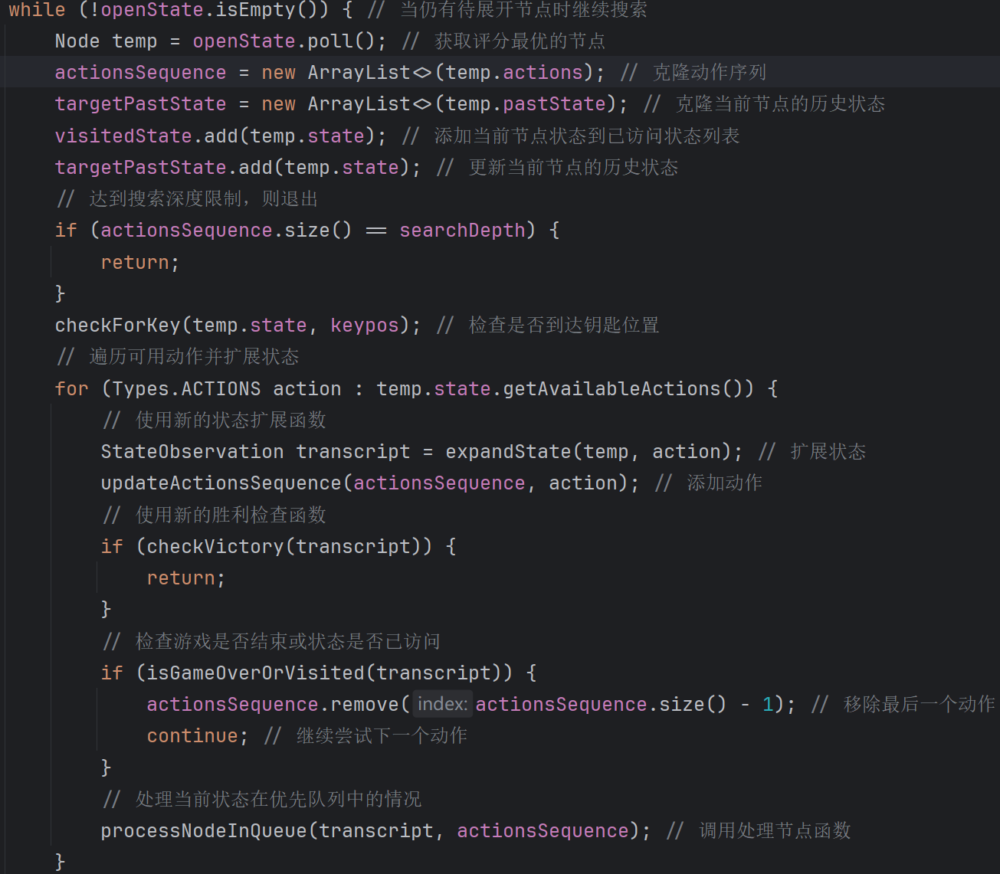 while (!openState.isEmpty()) { // 当仍有待展开节点时继续搜索
Node temp = openState.poll(); // 获取评分最优的节点
actionsSequence = new ArrayList<>(temp.actions); // 克隆动作序列
targetPastState = new ArrayList<>(temp.pastState); // 克隆当前节点的历史状态
visitedState.add(temp.state); // 添加当前节点状态到已访问状态列表
targetPastState.add(temp.state); // 更新当前节点的历史状态
// 达到搜索深度限制，则退出
if (actionsSequence.size() == searchDepth) {
return;
}
checkForKey(temp.state, keypos); // 检查是否到达钥匙位置
// 遍历可用动作并扩展状态
for (Types.ACTIONS action : temp.state.getAvailableActions()) {
// 使用新的状态扩展函数
StateObservation transcript = expandState(temp, action); // 扩展状态
updateActionsSequence(actionsSequence, action); // 添加动作
// 使用新的胜利检查函数
if (checkVictory(transcript)) {
return;
}
// 检查游戏是否结束或状态是否已访问
if (isGameOverOrVisited(transcript)) {
actionsSequence.remove( index: actionsSequence.size() - 1); // 移除最后一个动作
continue; // 继续尝试下一个动作
}
// 处理当前状态在优先队列中的情况
processNodeInQueue(transcript, actionsSequence); // 调用处理节点函数
}